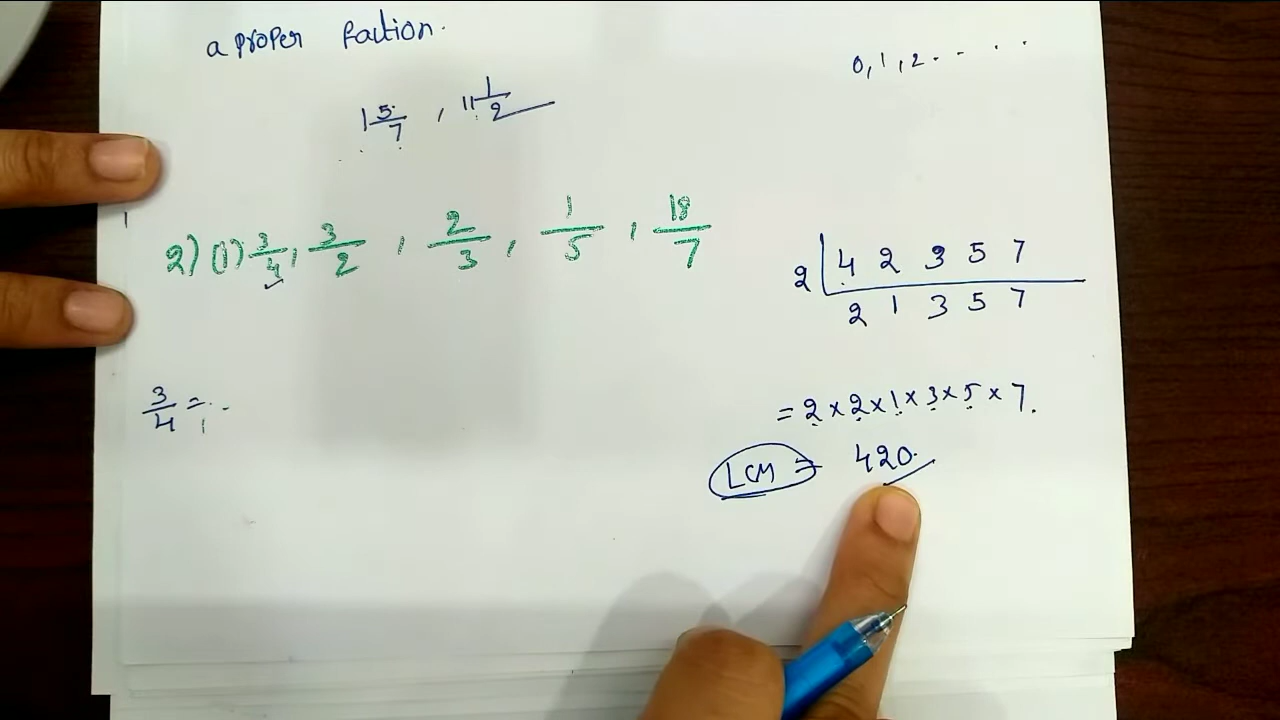 a proper faction.
0, 1, 2 - - . .
1 5/7 , 11 1/2
2) (1) 3/4, 3/2 , 2/3 , 1/5 , 18/7
2 | 4 2 3 5 7
2 1 3 5 7
3/4 =
= 2 × 2 × 1 × 3 × 5 × 7.
LCM = 420.